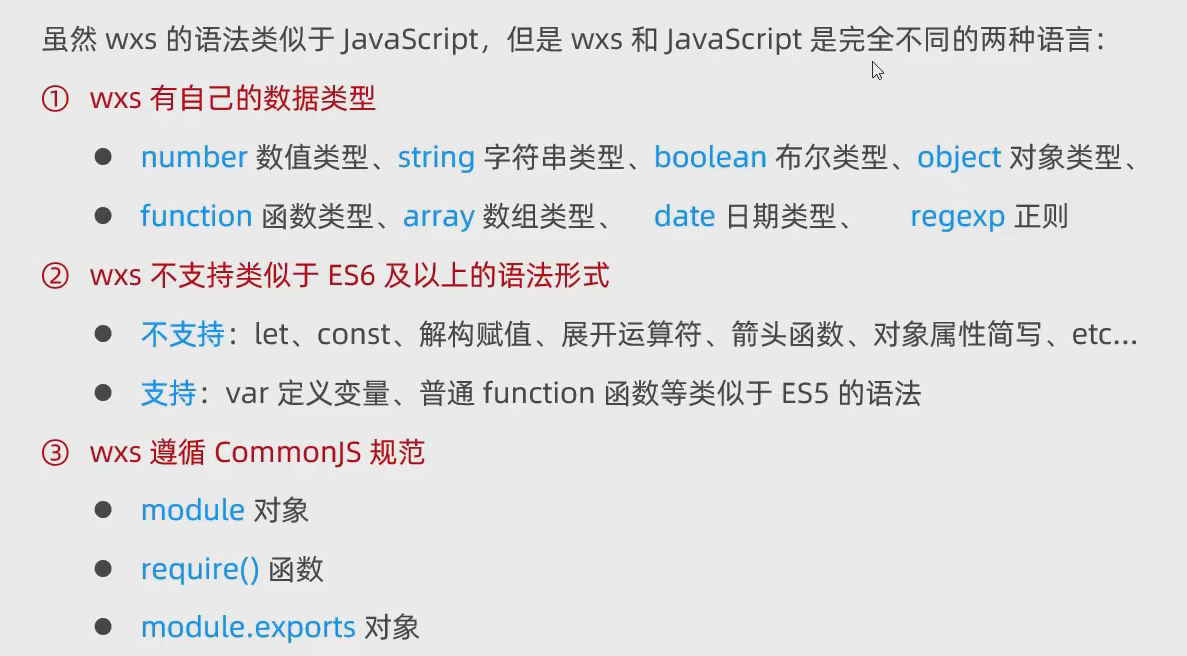 虽然 wxs 的语法类似于 JavaScript，但是 wxs 和 JavaScript 是完全不同的两种语言：
① wxs 有自己的数据类型
● number 数值类型、string 字符串类型、boolean 布尔类型、object 对象类型、
● function 函数类型、array 数组类型、 date 日期类型、 regexp 正则
② wxs 不支持类似于 ES6 及以上的语法形式
● 不支持：let、const、解构赋值、展开运算符、箭头函数、对象属性简写、etc...
● 支持：var 定义变量、普通 function 函数等类似于 ES5 的语法
③ wxs 遵循 CommonJS 规范
● module 对象
● require() 函数
● module.exports 对象